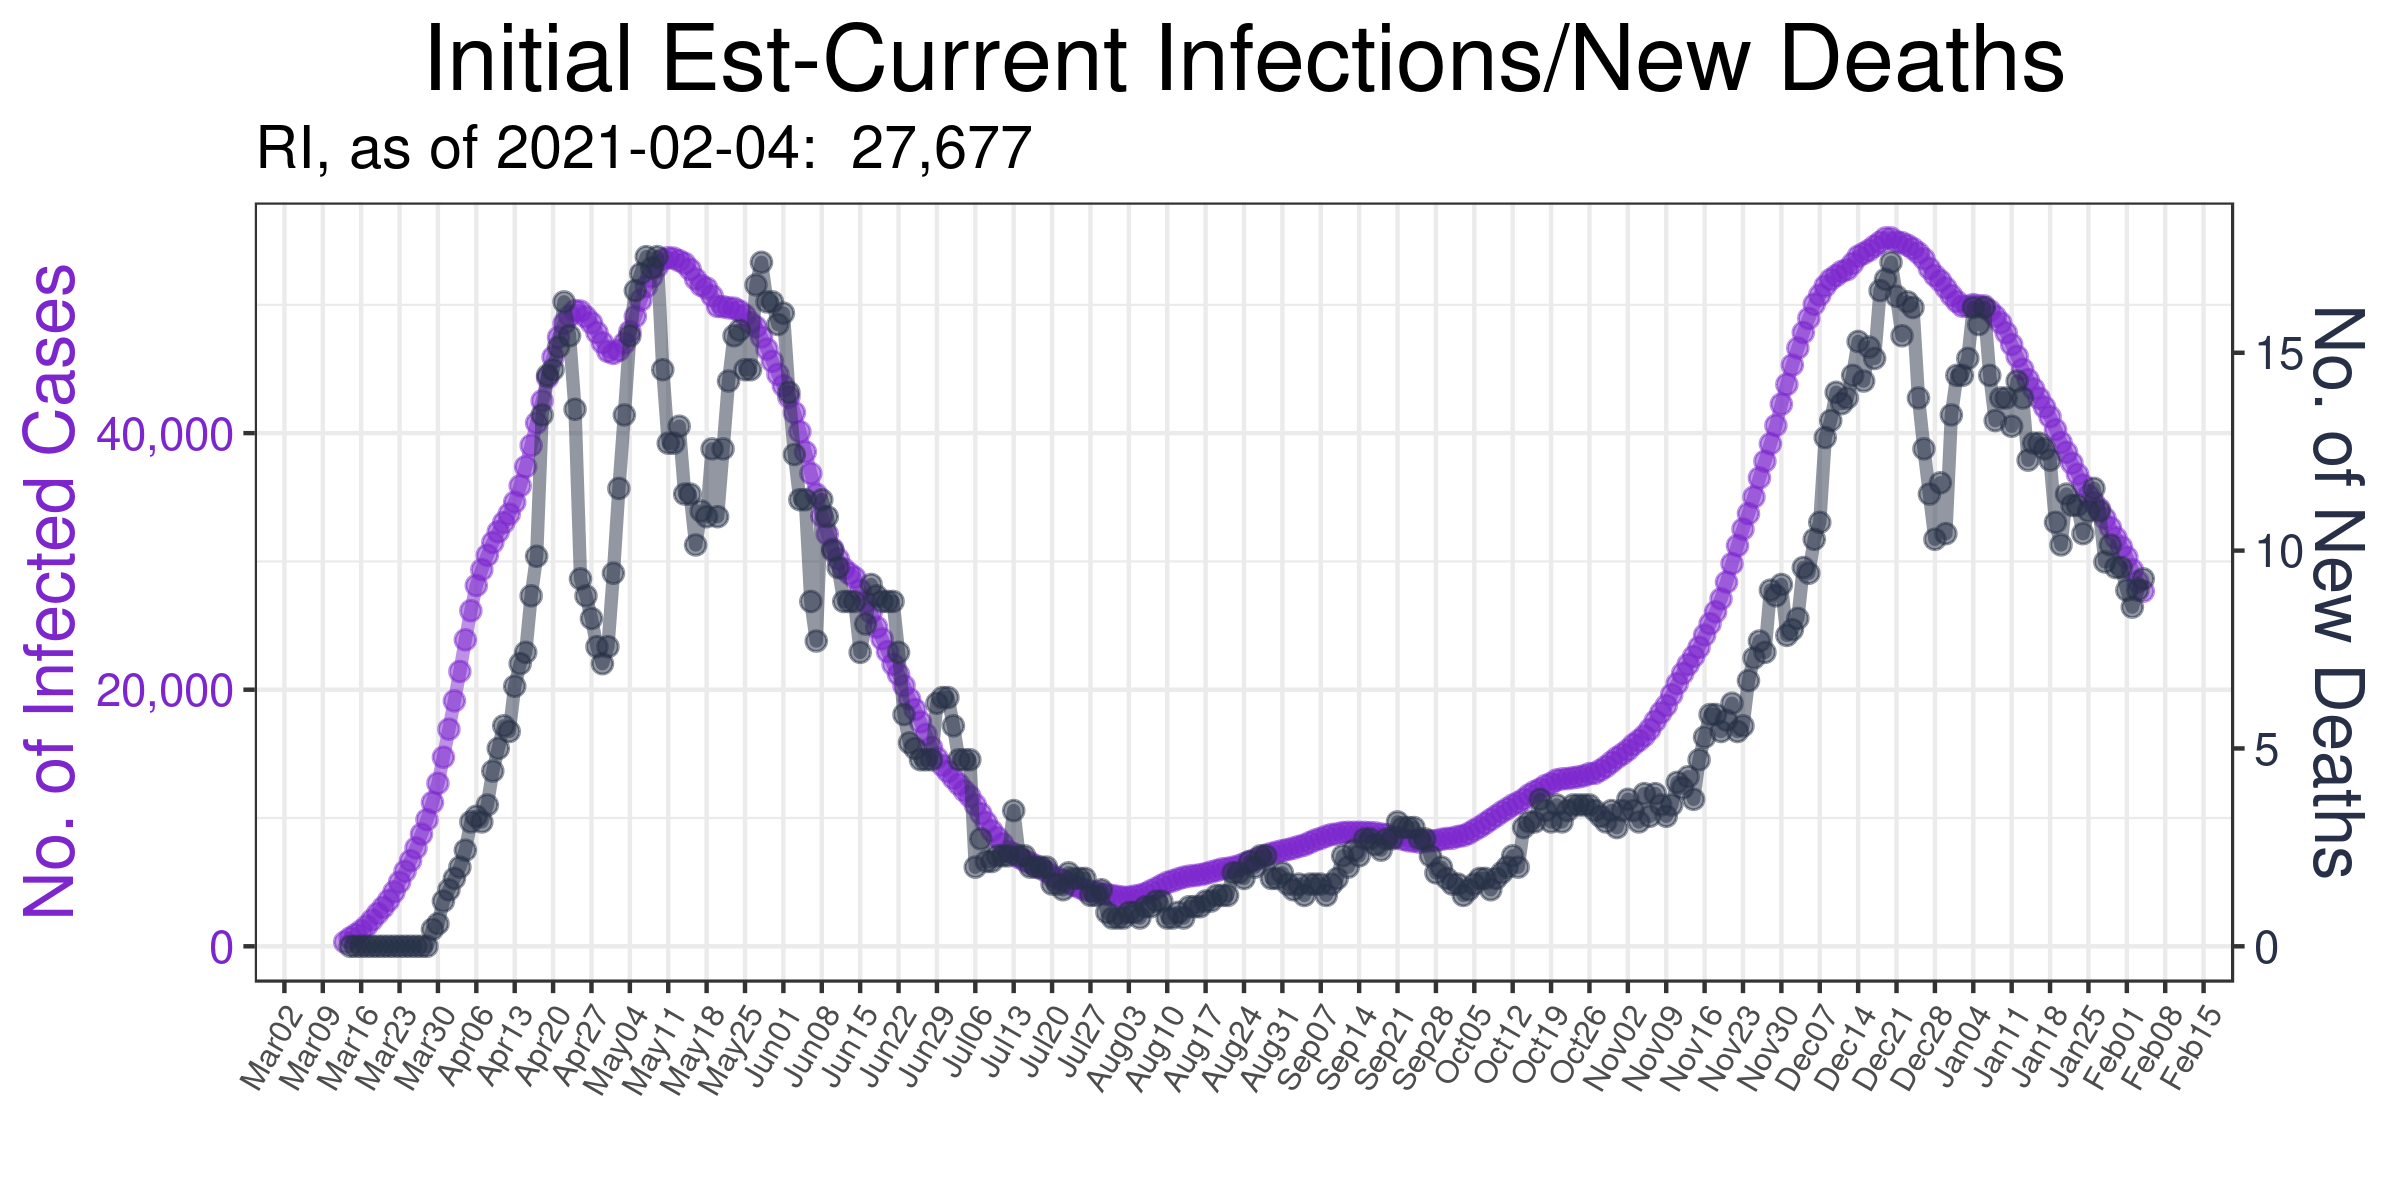 Initial Est-Current Infections/New Deaths
RI, as of 2021-02-04: 27,677
No. of Infected Cases
40,000
20,000
0
No. of New Deaths
15
10
5
0
Mar02
Mar09
Mar16
Mar23
Mar30
Apr06
Apr13
Apr20
Apr27
May04
May11
May18
May25
Jun01
Jun08
Jun15
Jun22
Jun29
Jul06
Jul13
Jul20
Jul27
Aug03
Aug10
Aug17
Aug24
Aug31
Sep07
Sep14
Sep21
Sep28
Oct05
Oct12
Oct19
Oct26
Nov02
Nov09
Nov16
Nov23
Nov30
Dec07
Dec14
Dec21
Dec28
Dec04
Jan11
Jan18
Jan25
Feb01
Feb08
Feb15